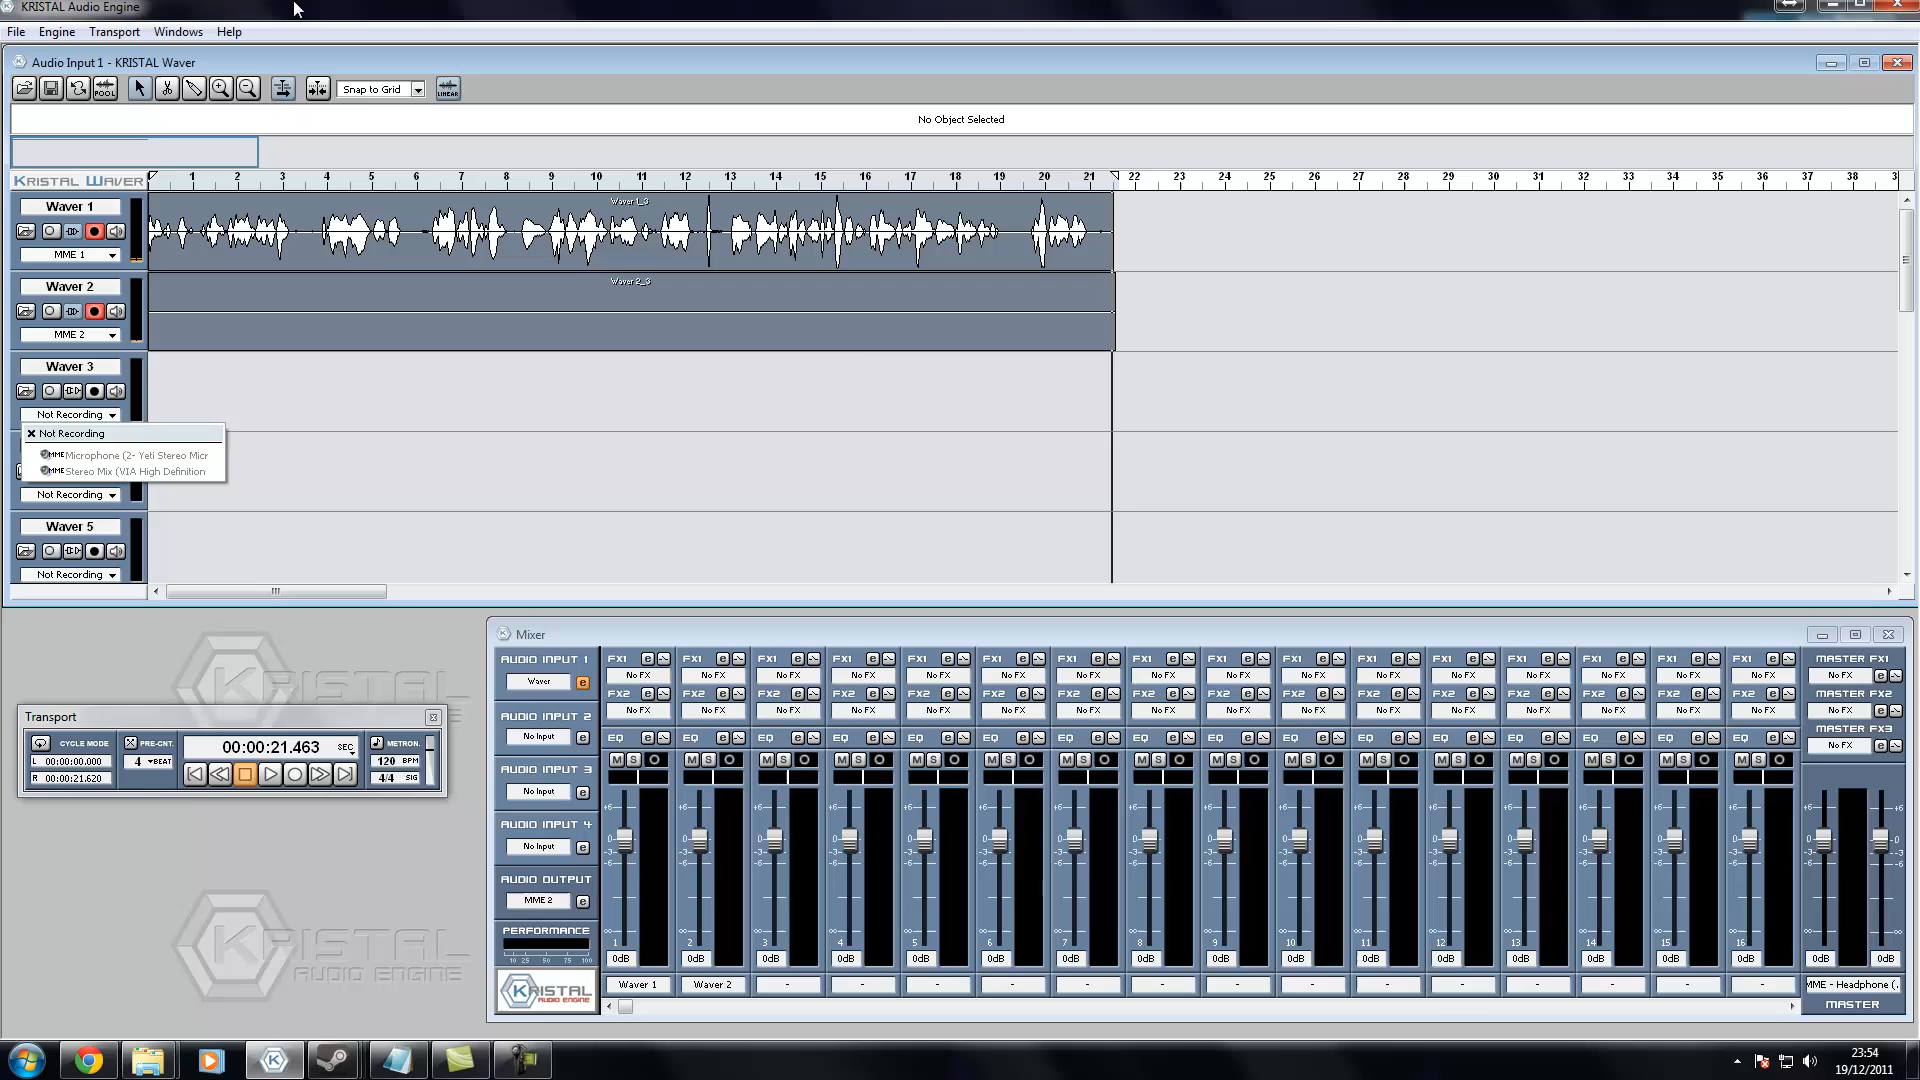 KRISTAL Audio Engine
File Engine Transport Windows Help
Audio Input 1 - KRISTAL Waver
POOL Snap to Grid LINEAR
No Object Selected
KRISTAL WAVER 1 2 3 4 5 6 7 8 9 10 11 12 13 14 15 16 17 18 19 20 21 22 23 24 25 26 27 28 29 30 31 32 33 34 35 36 37 38
Waver 1 Waver 1_3
MME 1
Waver 2 Waver 2_3
MME 2
Waver 3
Not Recording
Not Recording
MME Microphone (2- Yeti Stereo Micr
MME Stereo Mix (VIA High Definition
Not Recording
Waver 5
Not Recording
Mixer
AUDIO INPUT 1 FX1 FX1 FX1 FX1 FX1 FX1 FX1 FX1 FX1 FX1 FX1 FX1 FX1 FX1 FX1 FX1 MASTER FX1
Waver e No FX No FX No FX No FX No FX No FX No FX No FX No FX No FX No FX No FX No FX No FX No FX No FX No FX
FX2 FX2 FX2 FX2 FX2 FX2 FX2 FX2 FX2 FX2 FX2 FX2 FX2 FX2 FX2 FX2 MASTER FX2
AUDIO INPUT 2 No FX No FX No FX No FX No FX No FX No FX No FX No FX No FX No FX No FX No FX No FX No FX No FX No FX
MASTER FX3
No Input e EQ EQ EQ EQ EQ EQ EQ EQ EQ EQ EQ EQ EQ EQ EQ EQ No FX
M S M S M S M S M S M S M S M S M S M S M S M S M S M S M S M S
AUDIO INPUT 3
No Input e
AUDIO INPUT 4
No Input e
AUDIO OUTPUT
MME 2 e
PERFORMANCE
10 25 50 75 100
1 2 3 4 5 6 7 8 9 10 11 12 13 14 15 16
0dB 0dB 0dB 0dB 0dB 0dB 0dB 0dB 0dB 0dB 0dB 0dB 0dB 0dB 0dB 0dB 0dB 0dB
KRISTAL
AUDIO ENGINE
Waver 1 Waver 2 - - - - - - - - - - - - - - MME - Headphone (.
MASTER
Transport
CYCLE MODE PRE-CNT. 00:00:21.463 SEC METRON.
L 00:00:00.000 4 BEAT 120 BPM
R 00:00:21.620 4/4 SIG
KRISTAL
AUDIO ENGINE
23:54
19/12/2011